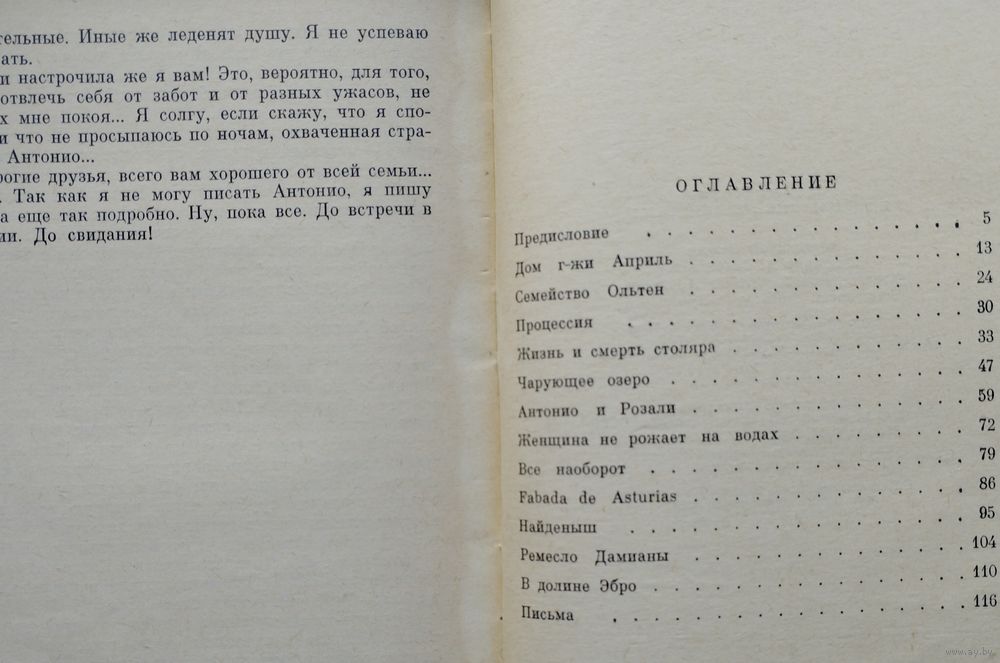 тельные. Иные же леденят душу. Я не успеваю
ать.
и настрочила же я вам! Это, вероятно, для того,
отвлечь себя от забот и от разных ужасов, не
х мне покоя... Я солгу, если скажу, что я спо-
и что не просыпаюсь по ночам, охваченная стра-
Антонио...
рогие друзья, всего вам хорошего от всей семьи...
. Так как я не могу писать Антонио, я пишу
а еще так подробно. Ну, пока все. До встречи в
ии. До свидания!
ОГЛАВЛЕНИЕ
Предисловие . . . . . . . . . . . . . 5
Дом г-жи Април​ь . . . . . . . . . . . 13
Семейство Ольтен . . . . . . . . . . . 24
Процессия . . . . . . . . . . . . . 30
Жизнь и смерть столяра . . . . . . . . . 33
Чарующее озеро . . . . . . . . . . . . 47
Антонио и Розали . . . . . . . . . . . 59
Женщина не рожает на водах . . . . . . . 72
Все наоборот . . . . . . . . . . . . 79
Fabada de Asturias . . . . . . . . . . . 86
Найденыш . . . . . . . . . . . . . 95
Ремесло Дамианы . . . . . . . . . . . 104
В долине Эбро . . . . . . . . . . . . 110
Письма . . . . . . . . . . . . . . 116
www.ay.by